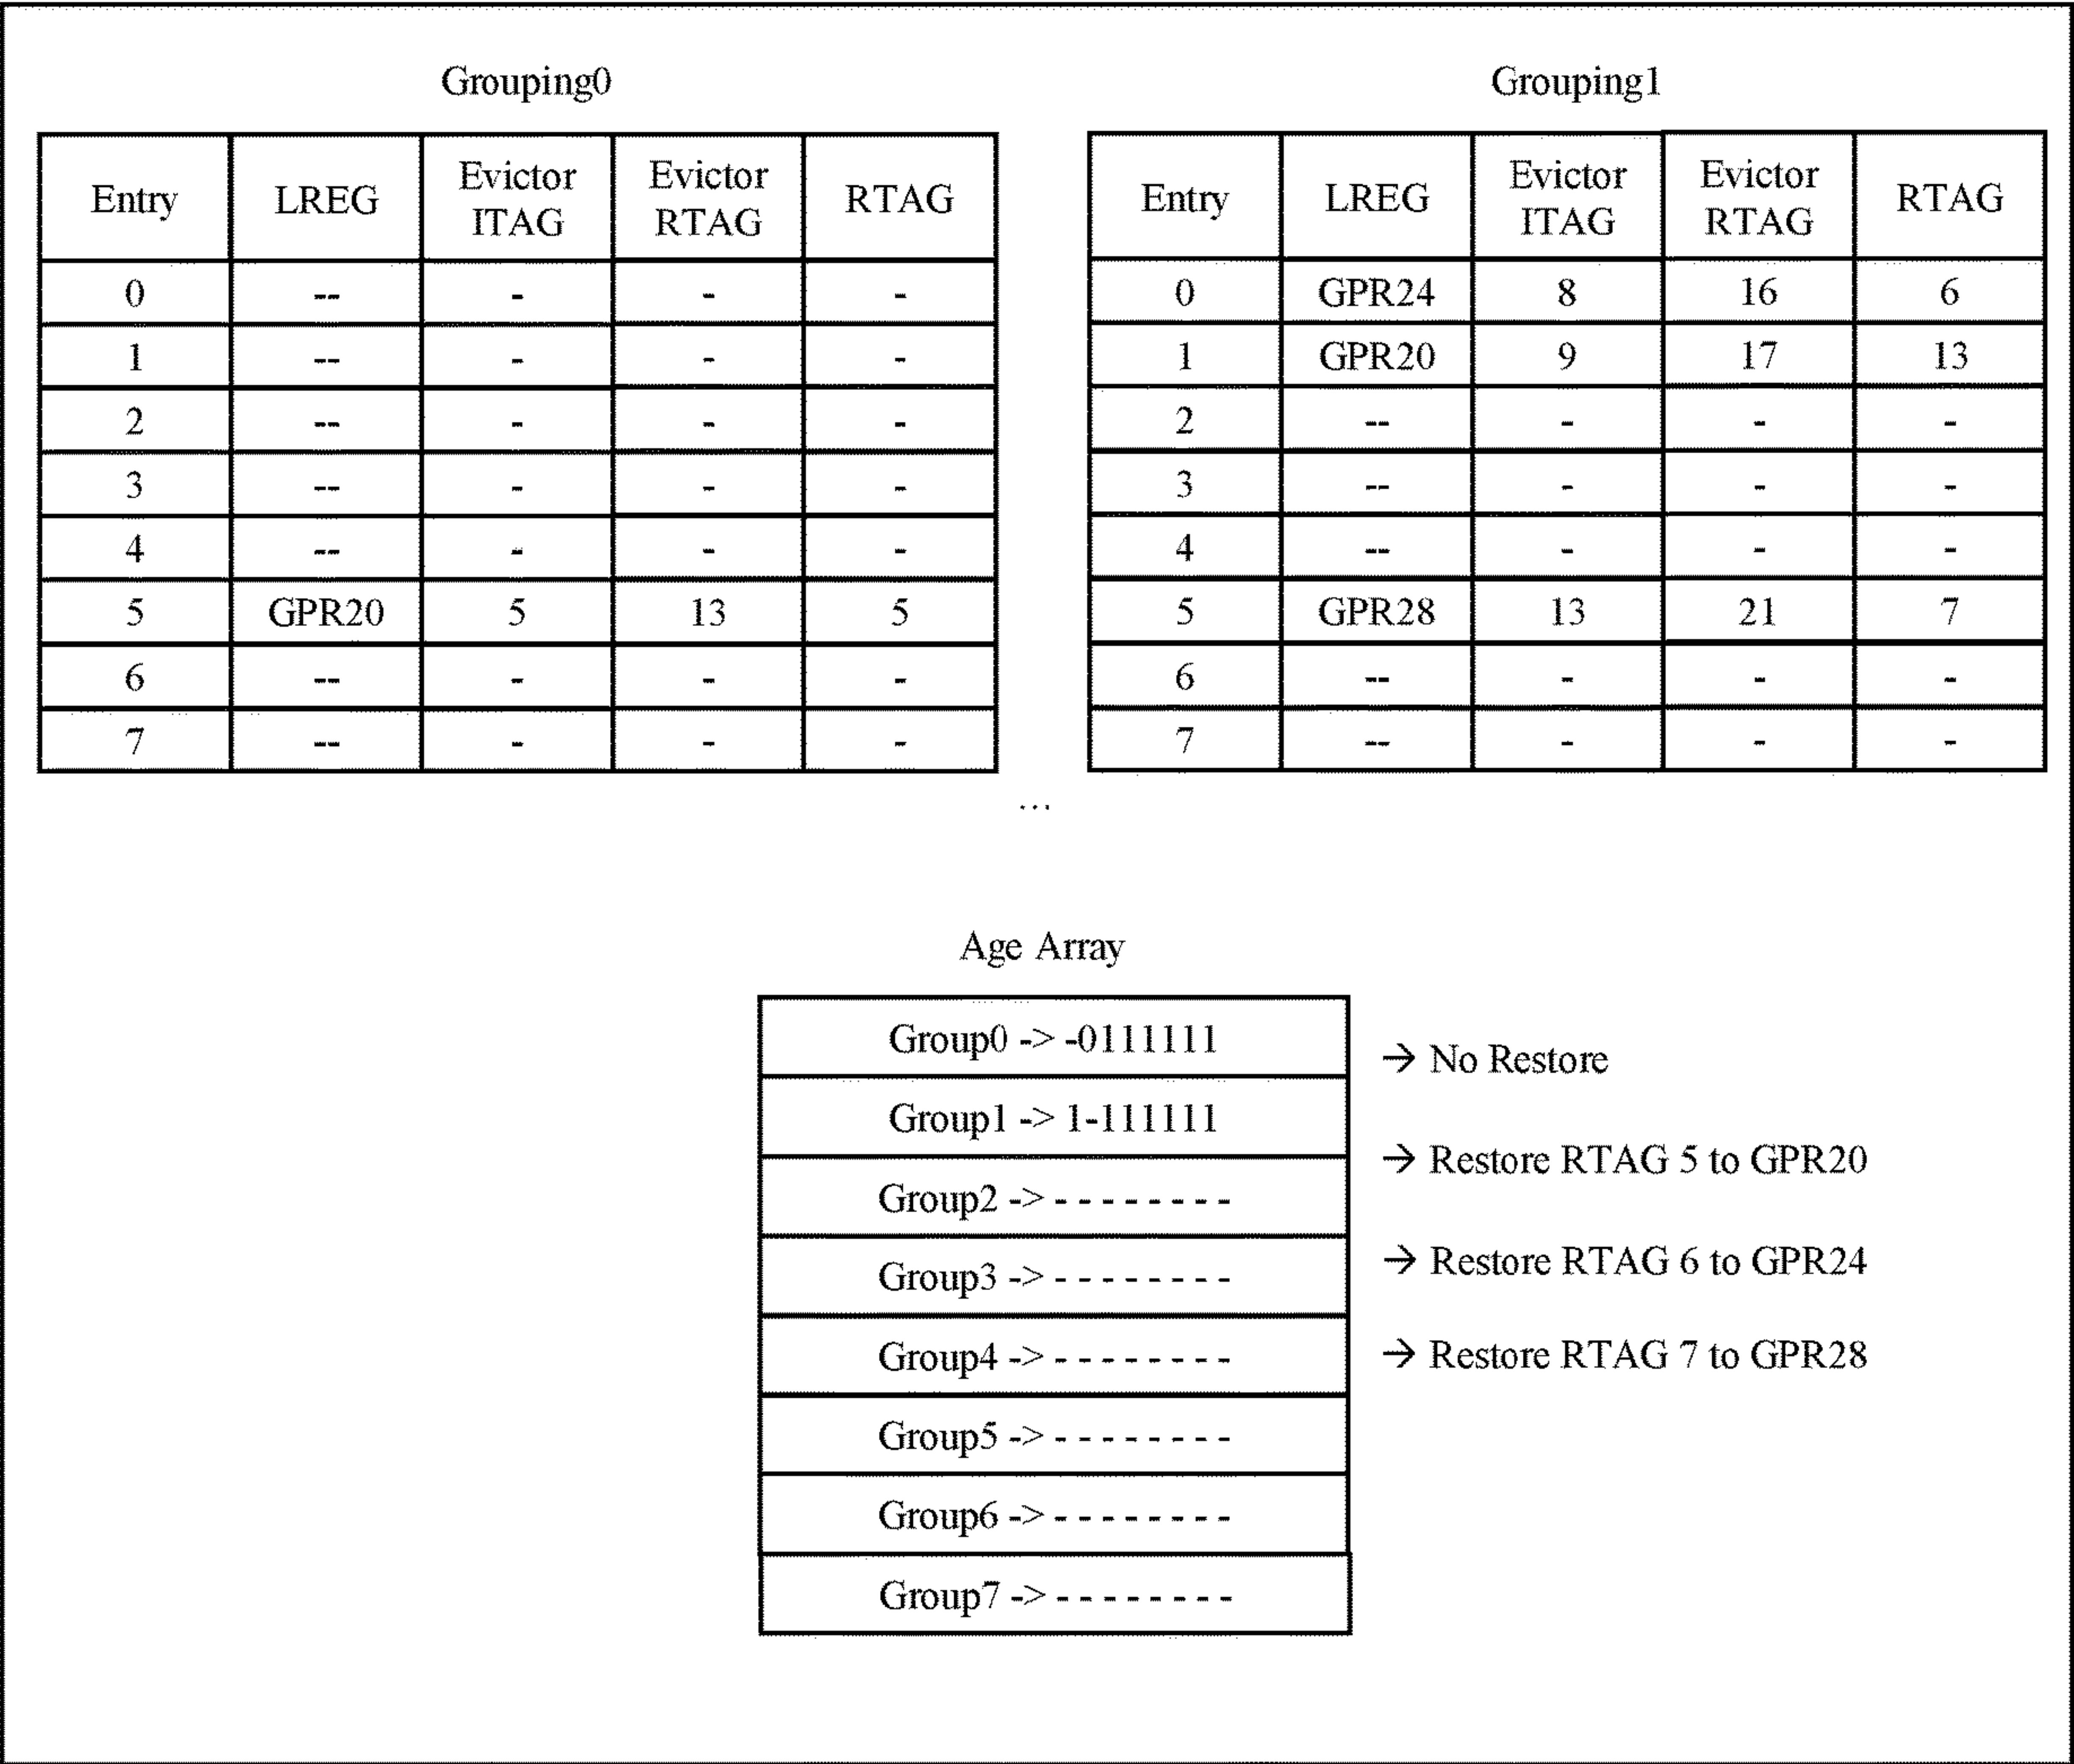 Grouping0
Entry LREG Evictor ITAG Evictor RTAG RTAG
0 -- - - -
1 -- - - -
2 -- - - -
3 -- - - -
4 -- - - -
5 GPR20 5 13 5
6 -- - - -
7 -- - - -
Grouping1
Entry LREG Evictor ITAG Evictor RTAG RTAG
0 GPR24 8 16 6
1 GPR20 9 17 13
2 -- - - -
3 -- - - -
4 -- - - -
5 GPR28 13 21 7
6 -- - - -
7 -- - - -
...
Age Array
Group0 -> -0111111
Group1 -> 1-111111
Group2 -> - - - - - - - -
Group3 -> - - - - - - - -
Group4 -> - - - - - - - -
Group5 -> - - - - - - - -
Group6 -> - - - - - - - -
Group7 -> - - - - - - - -
→ No Restore
→ Restore RTAG 5 to GPR20
→ Restore RTAG 6 to GPR24
→ Restore RTAG 7 to GPR28